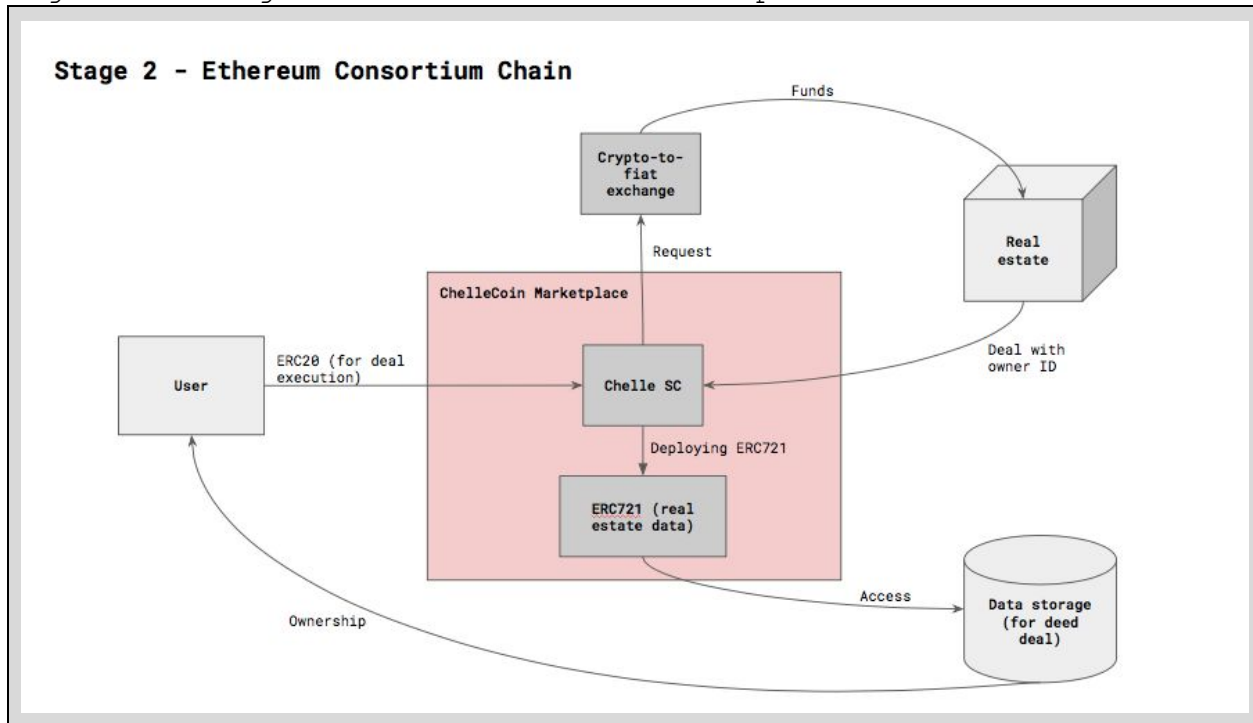 Stage 2 - Ethereum Consortium Chain
Funds
Crypto-to-
fiat
exchange
Real
estate
Request
ChelleCoin Marketplace
ERC20 (for deal
execution)
User
Chelle SC
Deal with
owner ID
Deploying ERC721
ERC721 (real
estate data)
Access
Data storage
(for deed
deal)
Ownership